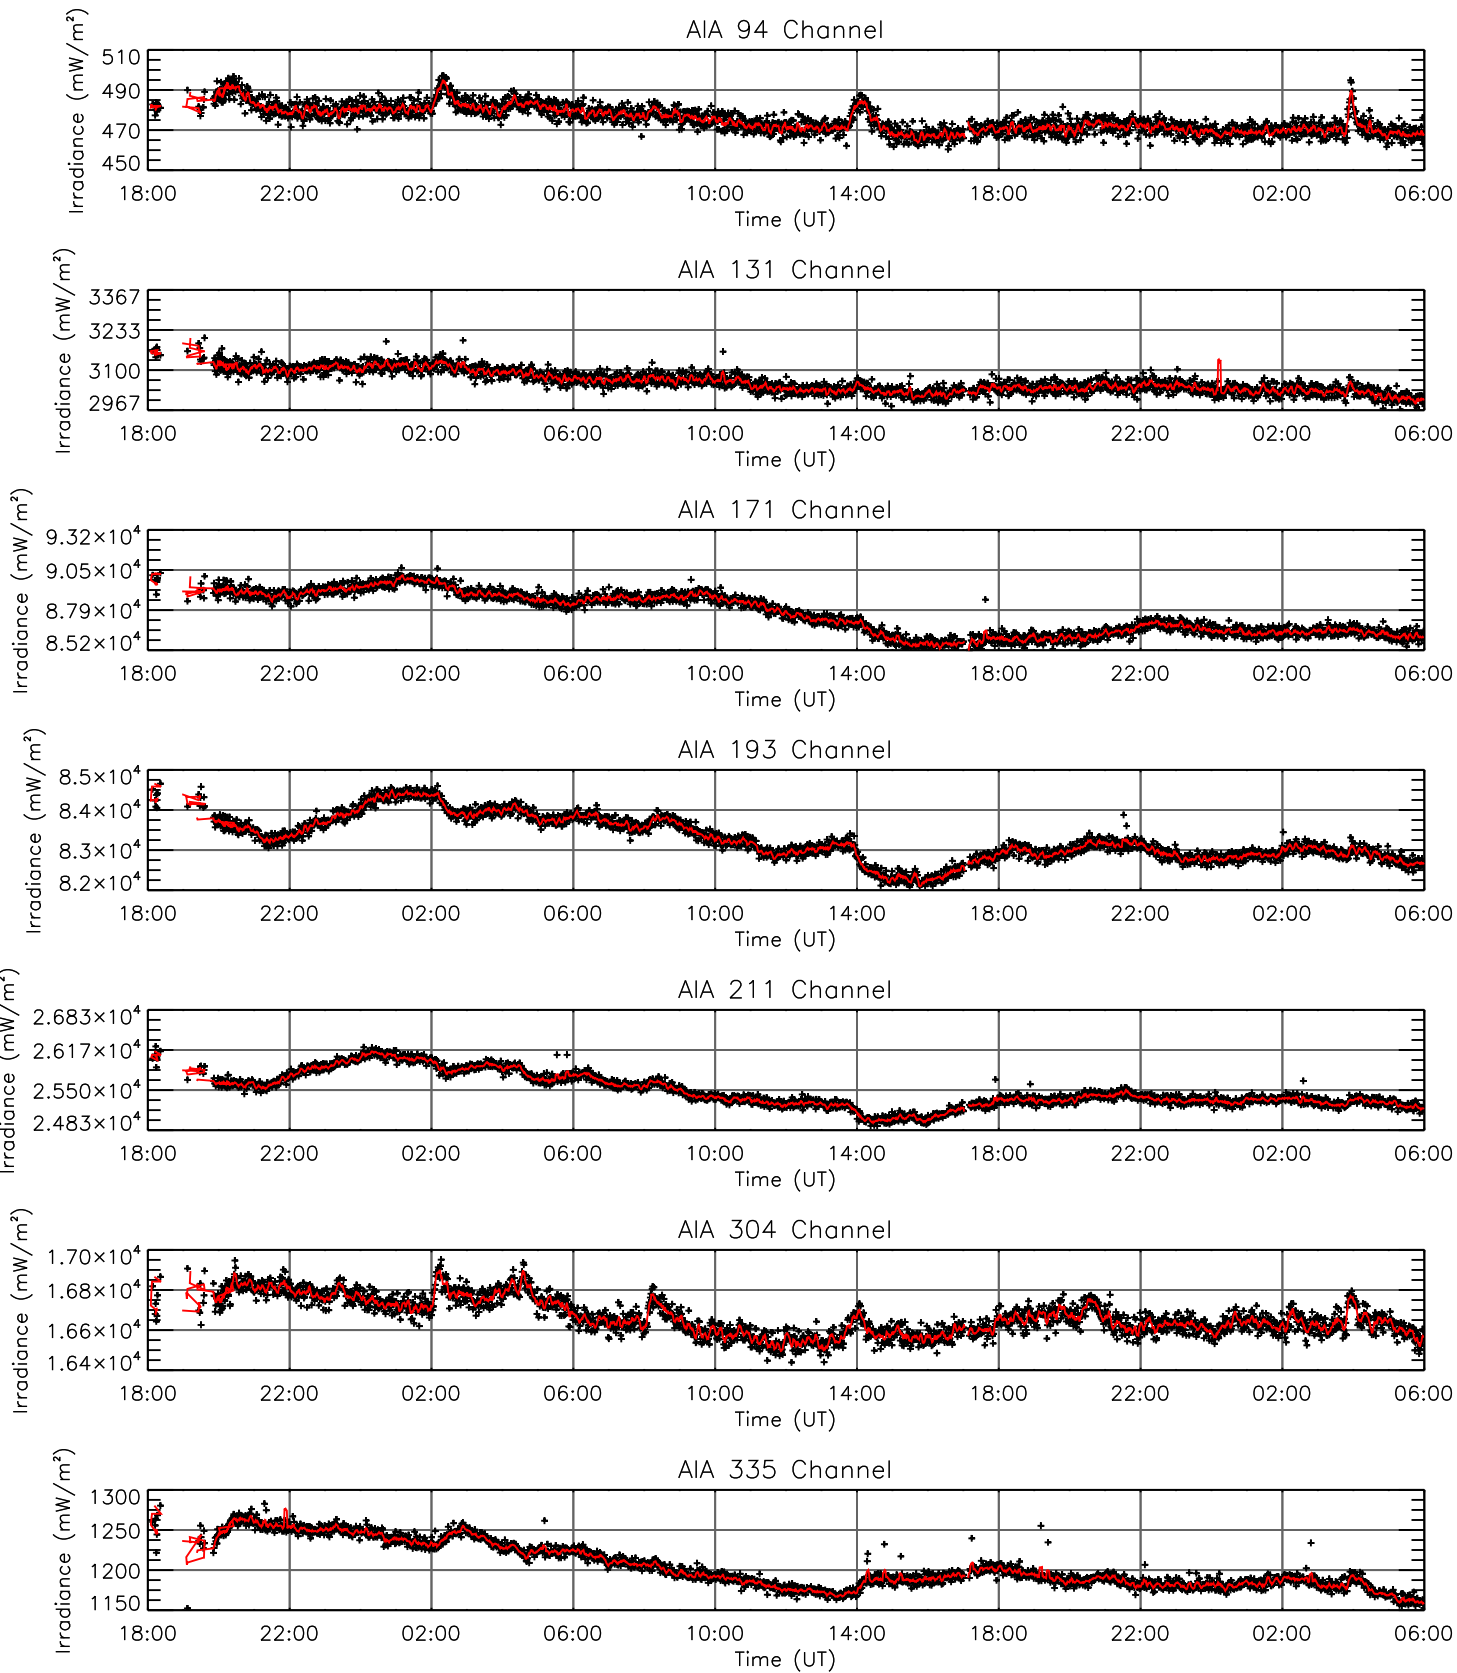 AIA 94 Channel
Irradiance (mW/m²)
510
490
470
450
18:00 22:00 02:00 06:00 10:00 14:00 18:00 22:00 02:00 06:00
Time (UT)
AIA 131 Channel
Irradiance (mW/m²)
3367
3233
3100
2967
18:00 22:00 02:00 06:00 10:00 14:00 18:00 22:00 02:00 06:00
Time (UT)
AIA 171 Channel
Irradiance (mW/m²)
9.32×10⁴
9.05×10⁴
8.79×10⁴
8.52×10⁴
18:00 22:00 02:00 06:00 10:00 14:00 18:00 22:00 02:00 06:00
Time (UT)
AIA 193 Channel
Irradiance (mW/m²)
8.5×10⁴
8.4×10⁴
8.3×10⁴
8.2×10⁴
18:00 22:00 02:00 06:00 10:00 14:00 18:00 22:00 02:00 06:00
Time (UT)
AIA 211 Channel
Irradiance (mW/m²)
2.683×10⁴
2.617×10⁴
2.550×10⁴
2.483×10⁴
18:00 22:00 02:00 06:00 10:00 14:00 18:00 22:00 02:00 06:00
Time (UT)
AIA 304 Channel
Irradiance (mW/m²)
1.70×10⁴
1.68×10⁴
1.66×10⁴
1.64×10⁴
18:00 22:00 02:00 06:00 10:00 14:00 18:00 22:00 02:00 06:00
Time (UT)
AIA 335 Channel
Irradiance (mW/m²)
1300
1250
1200
1150
18:00 22:00 02:00 06:00 10:00 14:00 18:00 22:00 02:00 06:00
Time (UT)